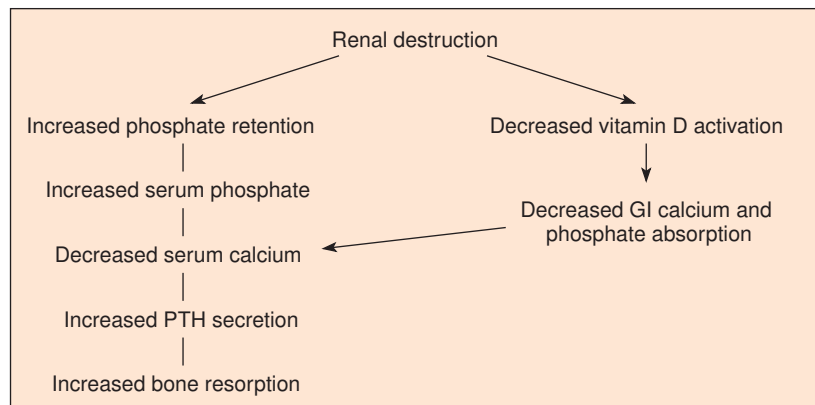 Renal destruction
Increased phosphate retention
Decreased vitamin D activation
Increased serum phosphate
Decreased GI calcium and
phosphate absorption
Decreased serum calcium
Increased PTH secretion
Increased bone resorption